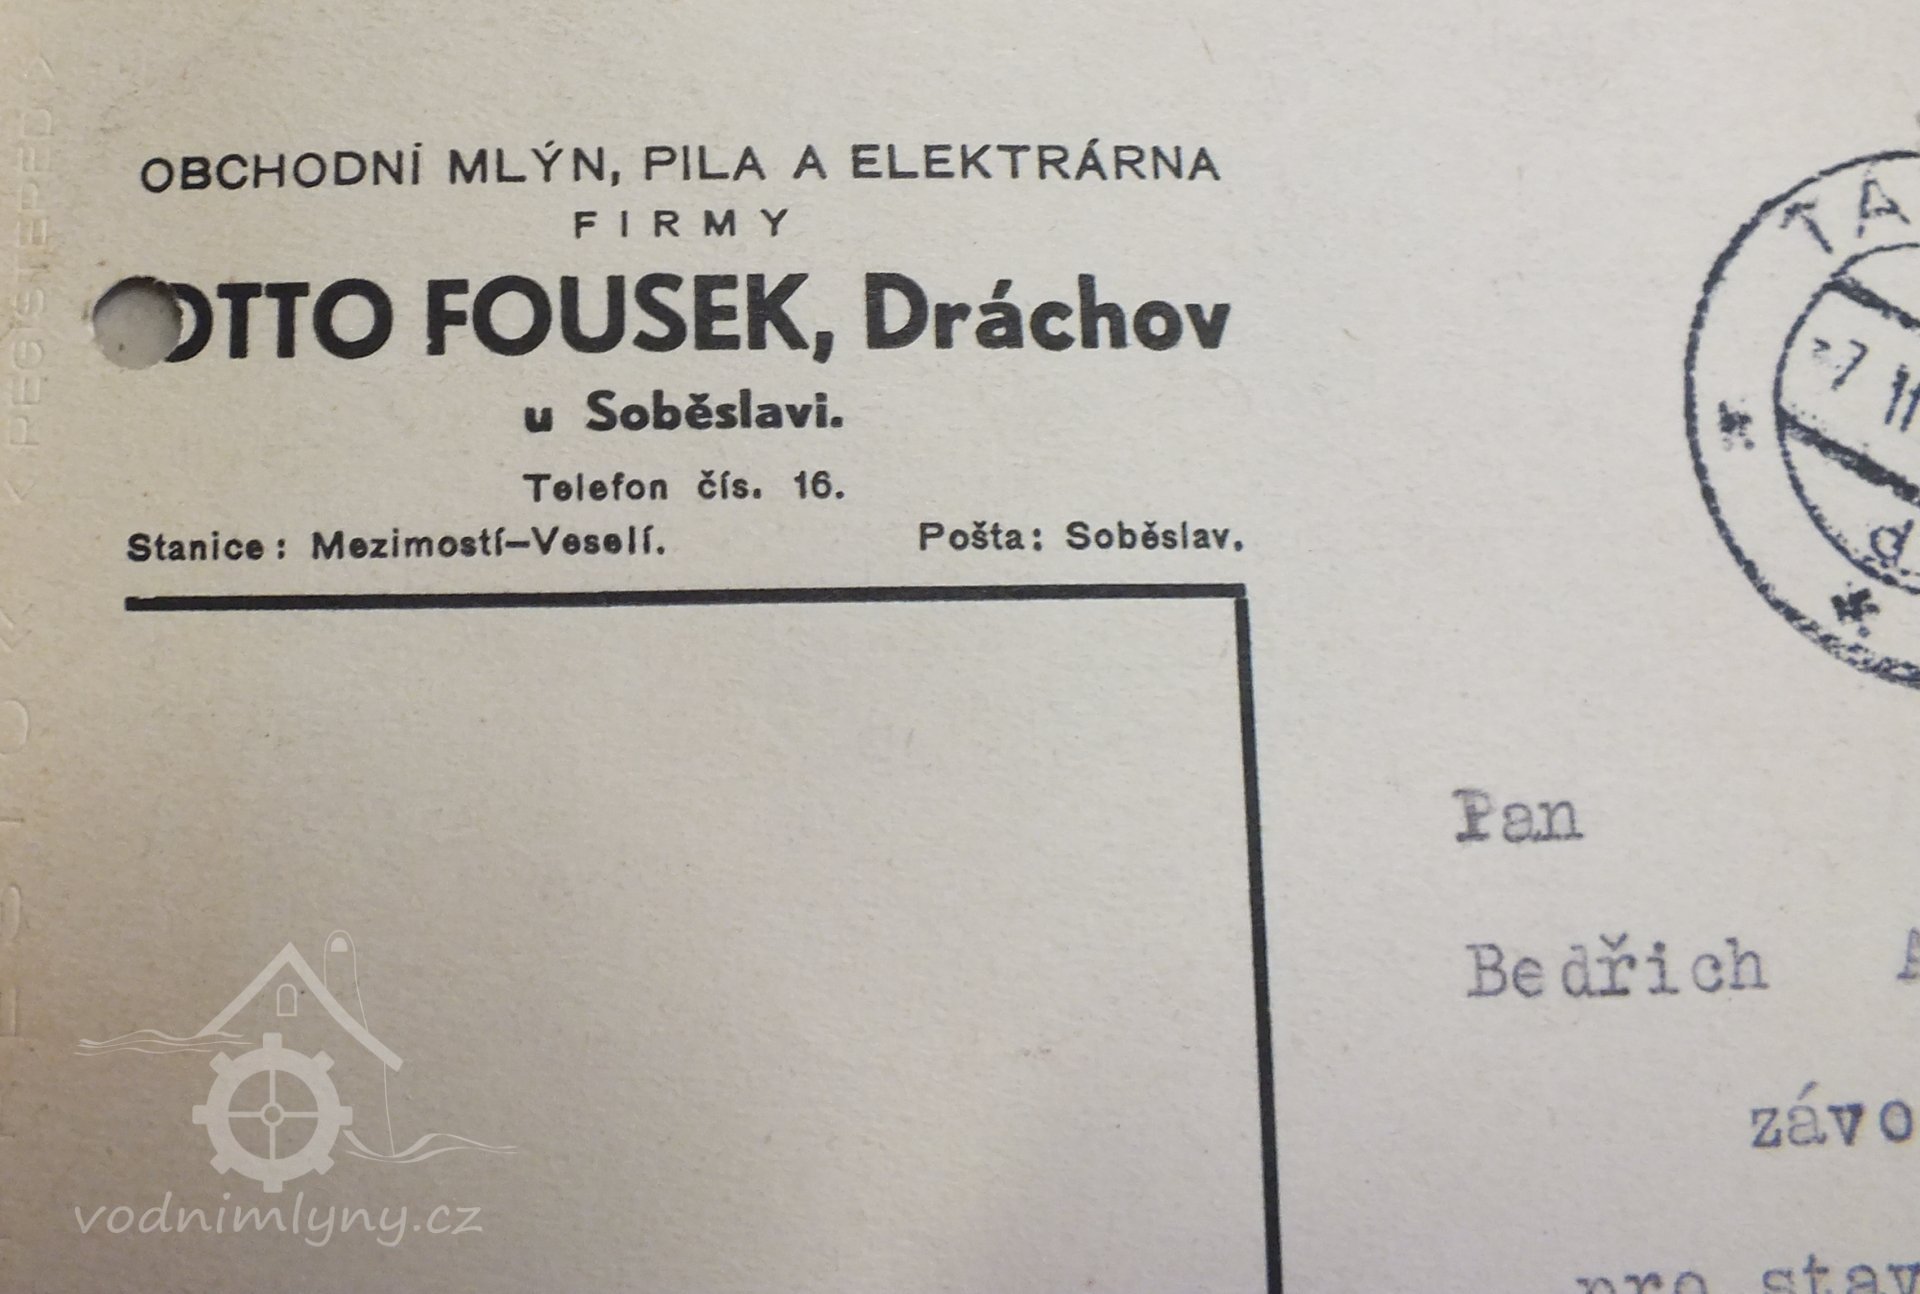 OBCHODNÍ MLÝN, PILA A ELEKTRÁRNA
FIRMY
OTTO FOUSEK, Dráchov
u Soběslavi.
Telefon čís. 16.
Stanice: Mezimostí–Veselí.
Pošta: Soběslav.
Pan
Bedřich
vodnimlyny.cz